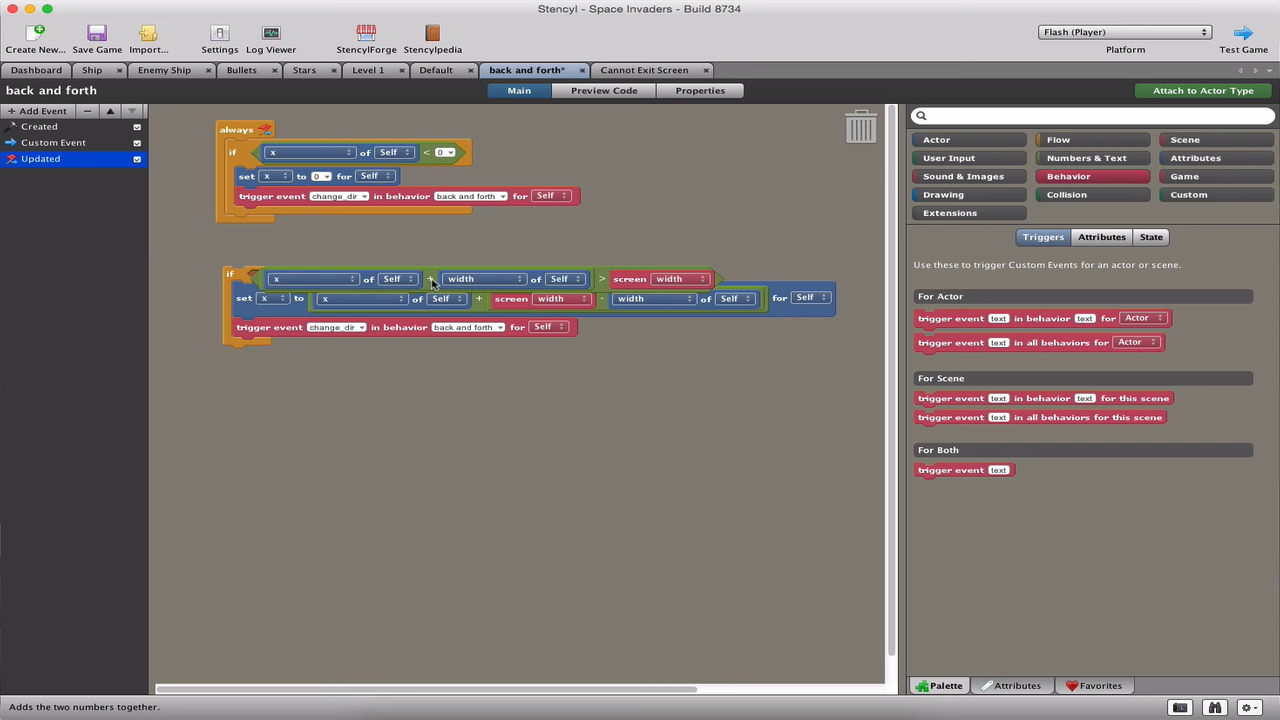 Stencyl - Space Invaders - Build 8734
Create New... Save Game Import... Settings Log Viewer StencylForge Stencylpedia Flash (Player) Platform Test Game
Dashboard Ship Enemy Ship Bullets Stars Level 1 Default back and forth* Cannot Exit Screen
back and forth Main Preview Code Properties Attach to Actor Type
+ Add Event
Created
Custom Event
Updated
always
if x of Self < 0
set x to 0 for Self
trigger event change_dir in behavior back and forth for Self
if x of Self + width of Self > screen width
set x to x of Self + screen width - width of Self for Self
trigger event change_dir in behavior back and forth for Self
Actor Flow Scene
User Input Numbers & Text Attributes
Sound & Images Behavior Game
Drawing Collision Custom
Extensions
Triggers Attributes State
Use these to trigger Custom Events for an actor or scene.
For Actor
trigger event text in behavior text for Actor
trigger event text in all behaviors for Actor
For Scene
trigger event text in behavior text for this scene
trigger event text in all behaviors for this scene
For Both
trigger event text
Palette Attributes Favorites
Adds the two numbers together.